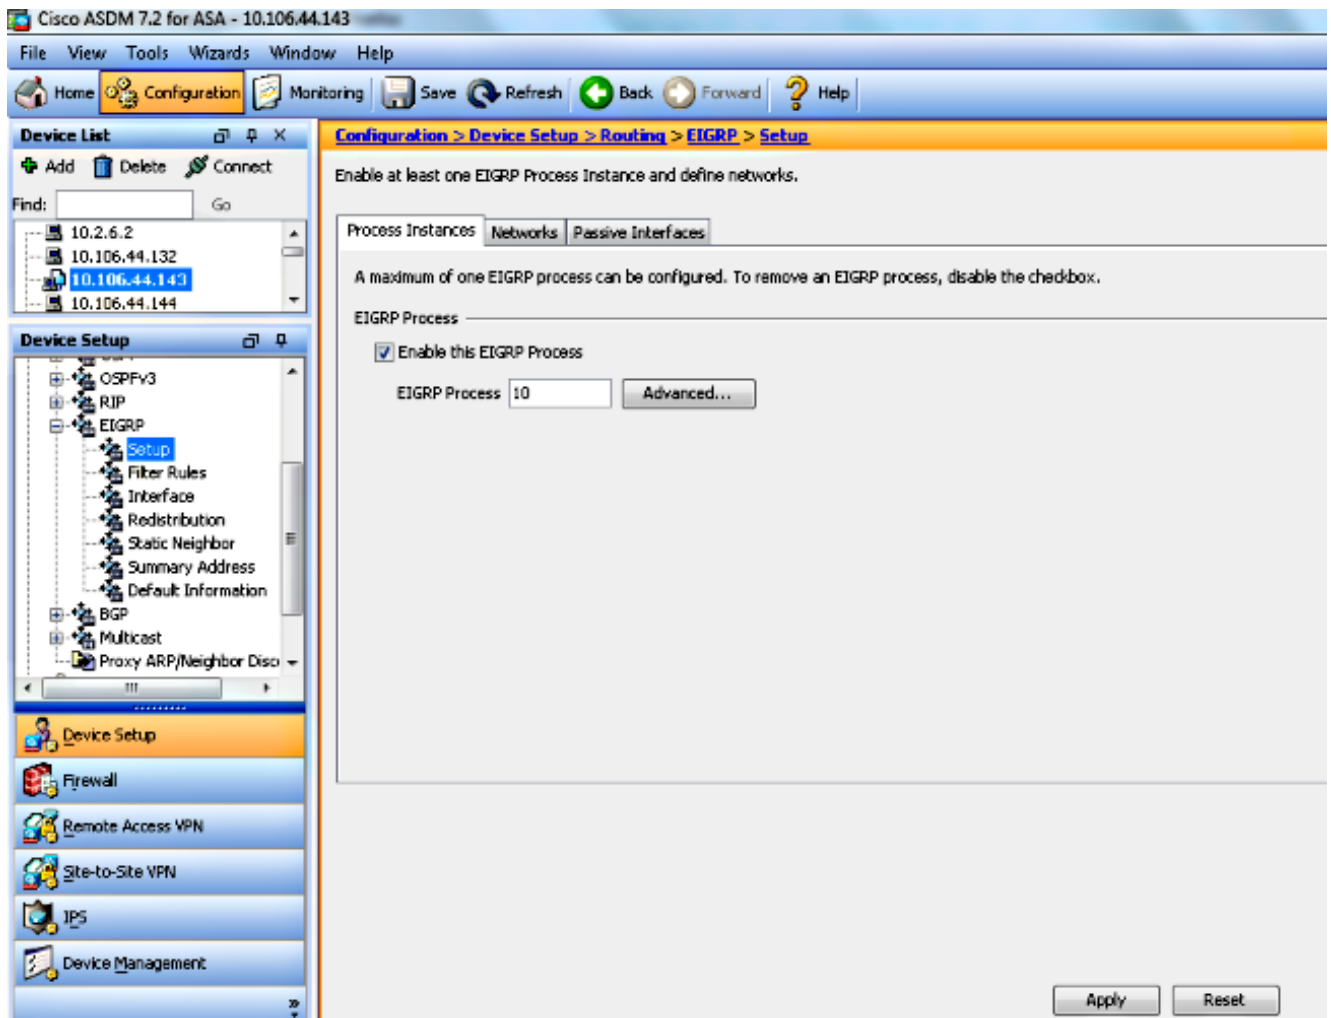 Cisco ASDM 7.2 for ASA - 10.106.44.143
File View Tools Wizards Window Help
Home Configuration Monitoring Save Refresh Back Forward Help
Device List
Add Delete Connect
Find: Go
10.2.6.2
10.106.44.132
10.106.44.143
10.106.44.144
Device Setup
OSPFv3
RIP
EIGRP
Setup
Filter Rules
Interface
Redistribution
Static Neighbor
Summary Address
Default Information
BGP
Multicast
Proxy ARP/Neighbor Disco
Device Setup
Firewall
Remote Access VPN
Site-to-Site VPN
IPS
Device Management
Configuration > Device Setup > Routing > EIGRP > Setup
Enable at least one EIGRP Process Instance and define networks.
Process Instances Networks Passive Interfaces
A maximum of one EIGRP process can be configured. To remove an EIGRP process, disable the checkbox.
EIGRP Process
Enable this EIGRP Process
EIGRP Process 10 Advanced...
Apply Reset